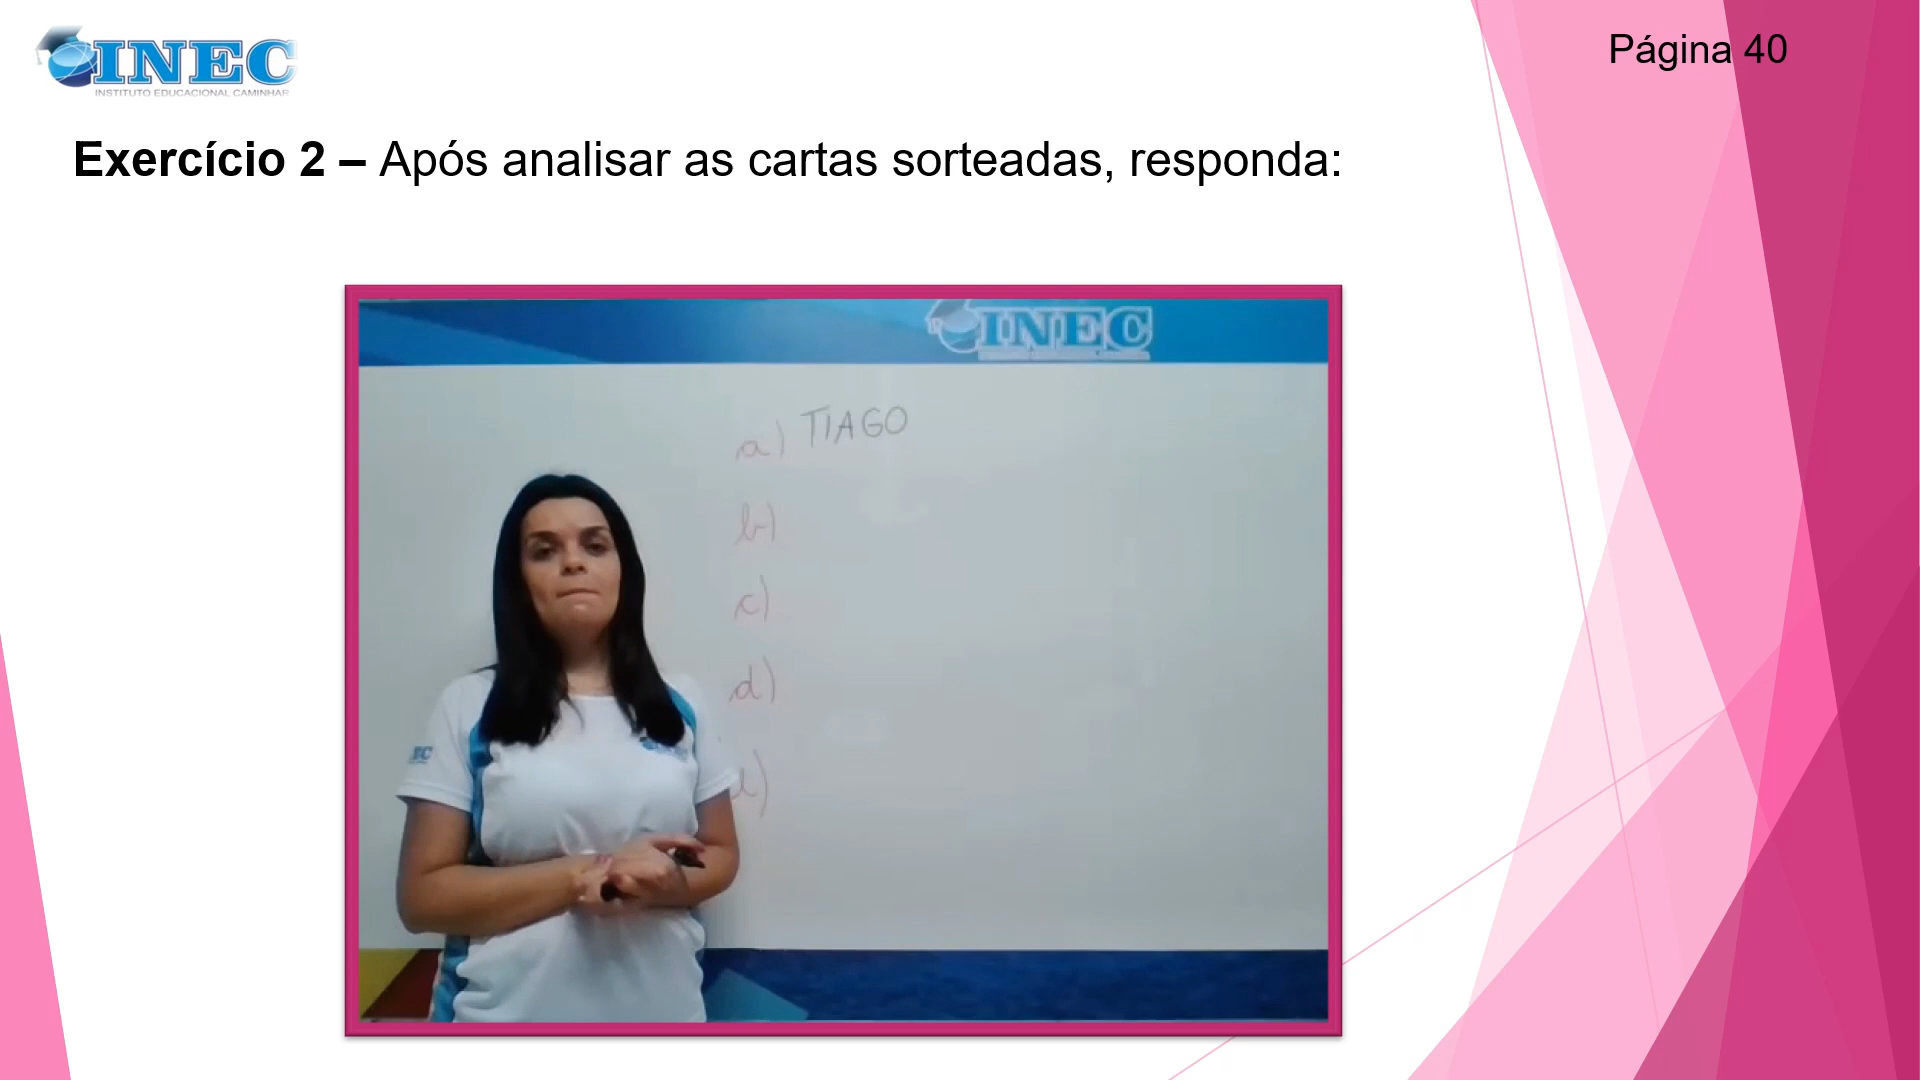 INEC
INSTITUTO EDUCACIONAL CAMINHAR
Página 40
Exercício 2 – Após analisar as cartas sorteadas, responda:
INEC
a) TIAGO
b)
c)
d)